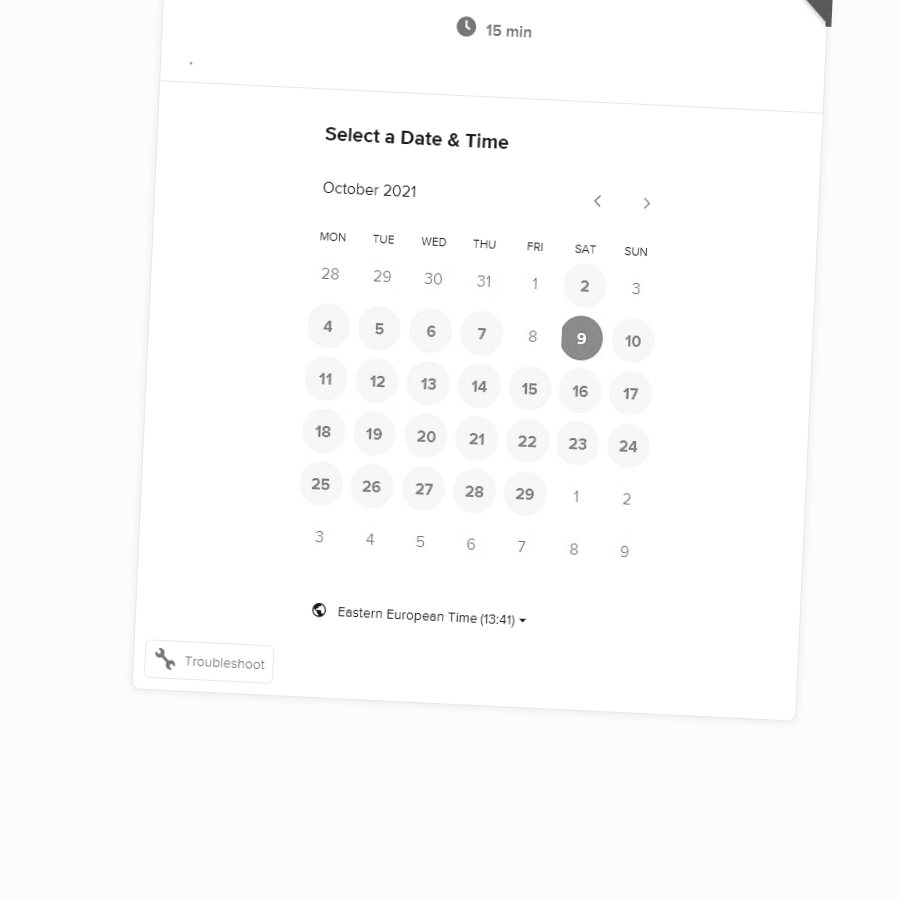 15 min
.
Select a Date & Time
October 2021
MON TUE WED THU FRI SAT SUN
28 29 30 31 1 2 3
4 5 6 7 8 9 10
11 12 13 14 15 16 17
18 19 20 21 22 23 24
25 26 27 28 29 1 2
3 4 5 6 7 8 9
Eastern European Time (13:41)
Troubleshoot